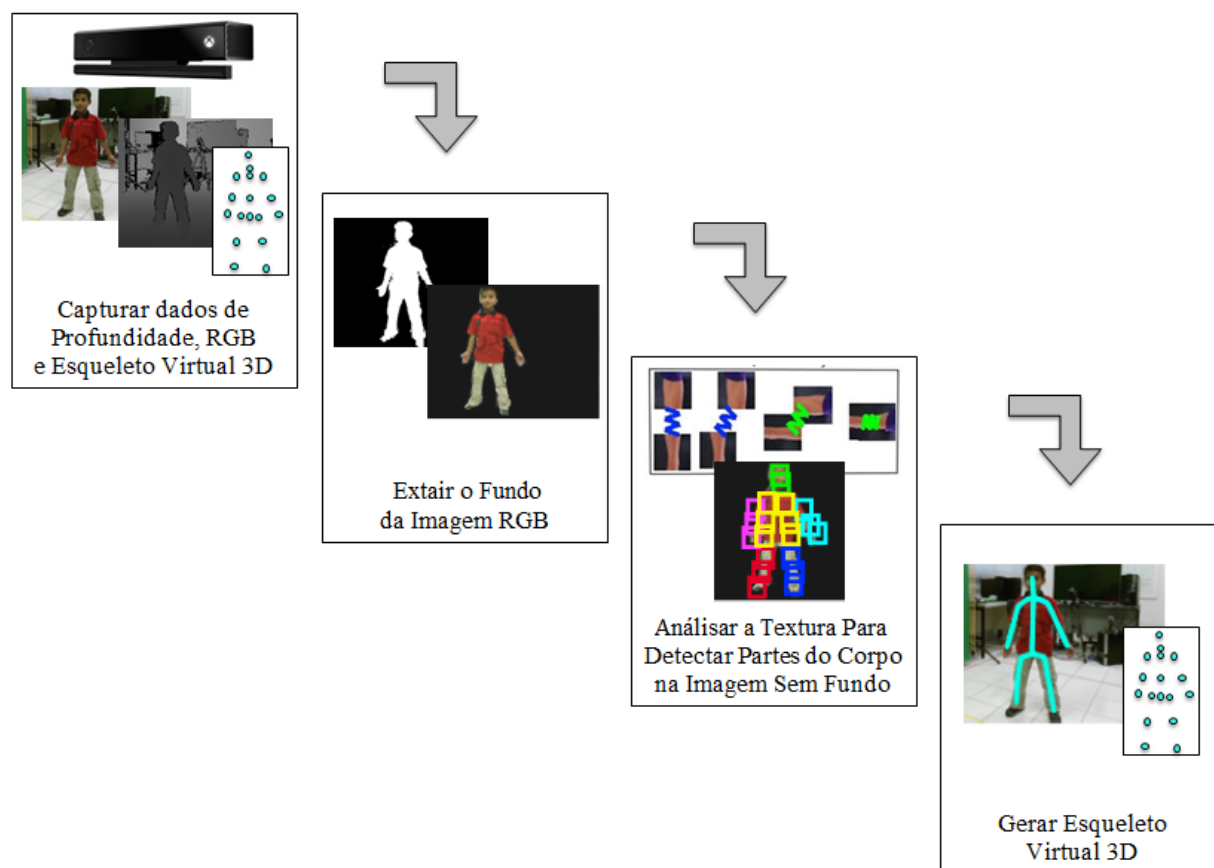 Capturar dados de
Profundidade, RGB
e Esqueleto Virtual 3D
Extair o Fundo
da Imagem RGB
Análisar a Textura Para
Detectar Partes do Corpo
na Imagem Sem Fundo
Gerar Esqueleto
Virtual 3D